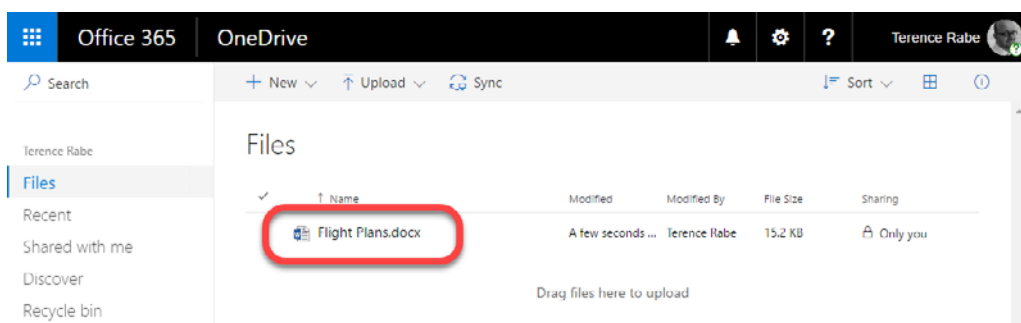 Office 365 OneDrive ? Terence Rabe
Search + New Upload Sync Sort
Terence Rabe
Files
Files
Recent
Shared with me
Discover
Recycle bin
Name Modified Modified By File Size Sharing
Flight Plans.docx A few seconds ... Terence Rabe 15.2 KB Only you
Drag files here to upload